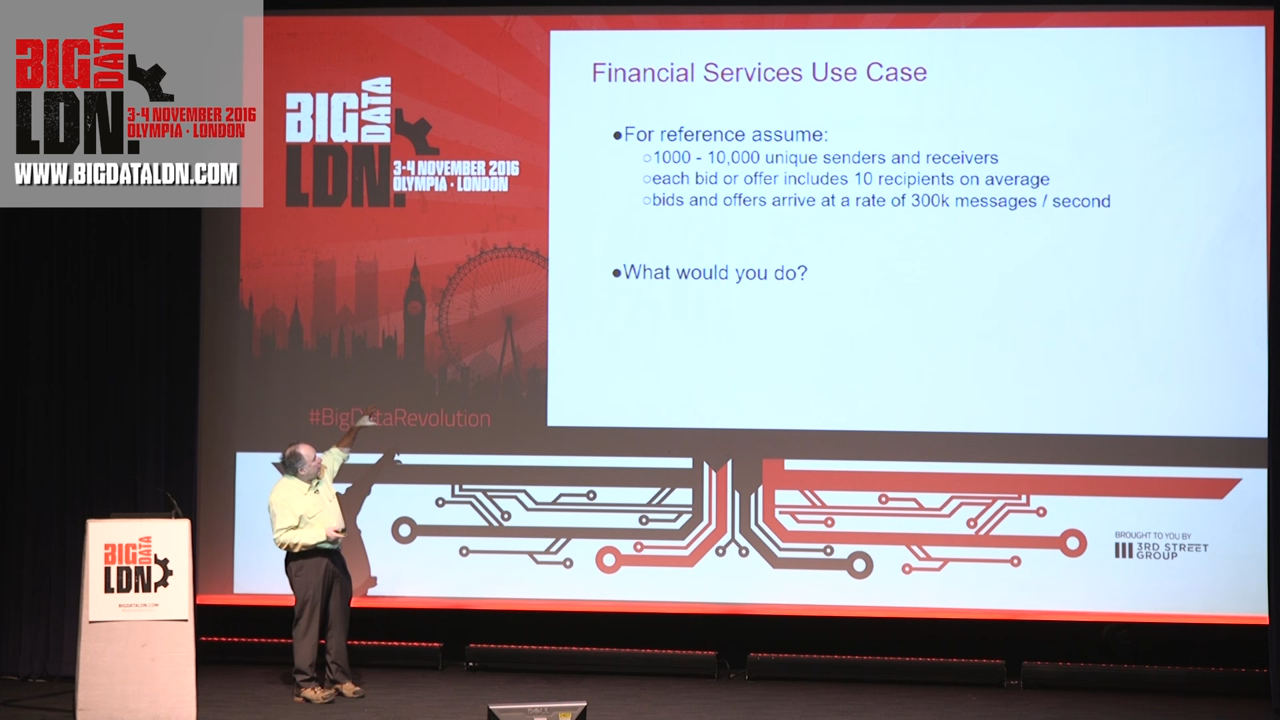 BIG DATA
LDN.
3-4 NOVEMBER 2016
OLYMPIA · LONDON
WWW.BIGDATALDN.COM
BIG DATA
LDN.
3-4 NOVEMBER 2016
OLYMPIA · LONDON
#BigDataRevolution
Financial Services Use Case
●For reference assume:
○1000 - 10,000 unique senders and receivers
○each bid or offer includes 10 recipients on average
○bids and offers arrive at a rate of 300k messages / second
●What would you do?
BROUGHT TO YOU BY
3RD STREET
GROUP
BIG DATA
LDN
BIGDATALDN.COM